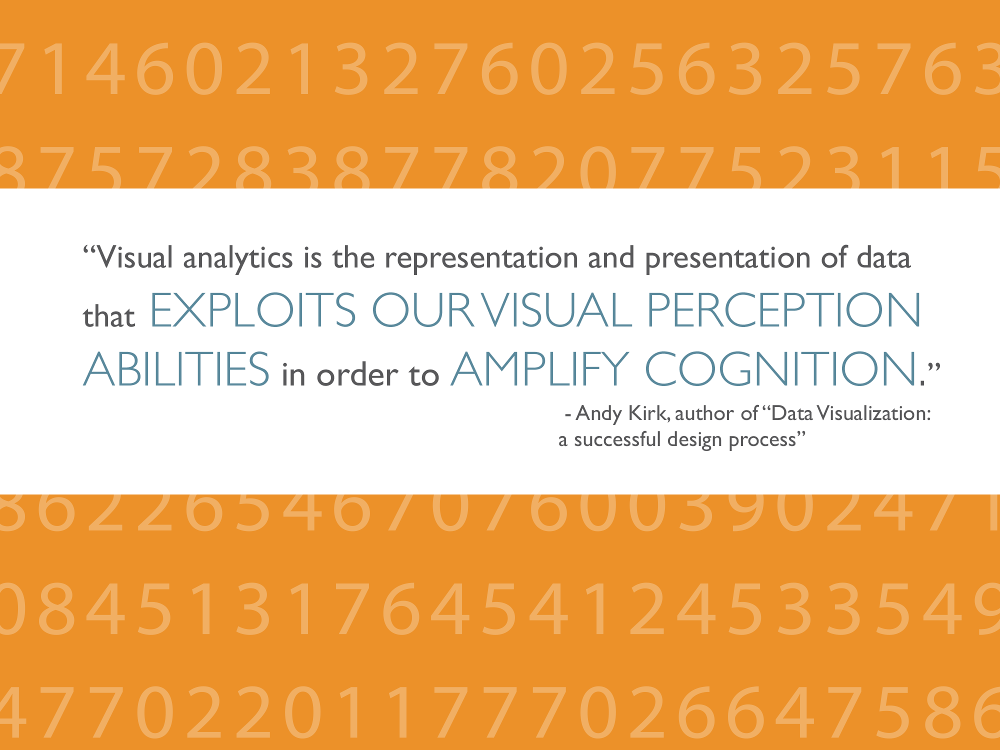 714602132760256325763
875728387782077523115
“Visual analytics is the representation and presentation of data
that EXPLOITS OUR VISUAL PERCEPTION
ABILITIES in order to AMPLIFY COGNITION.”
- Andy Kirk, author of “Data Visualization:
a successful design process”
862265467076003902471
084513176454124533549
477022011777026647586